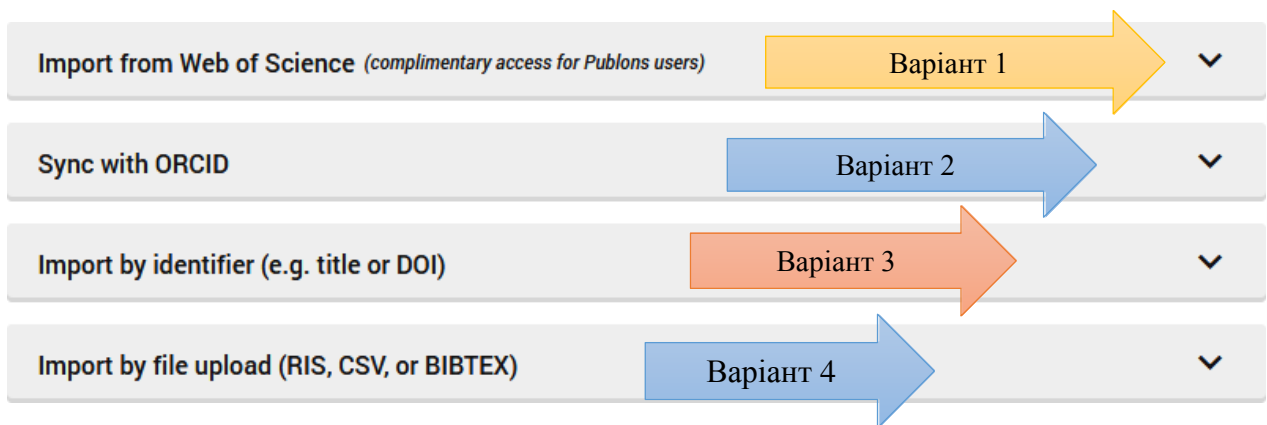 Import from Web of Science (complimentary access for Publons users) Варіант 1
Sync with ORCID Варіант 2
Import by identifier (e.g. title or DOI) Варіант 3
Import by file upload (RIS, CSV, or BIBTEX) Варіант 4